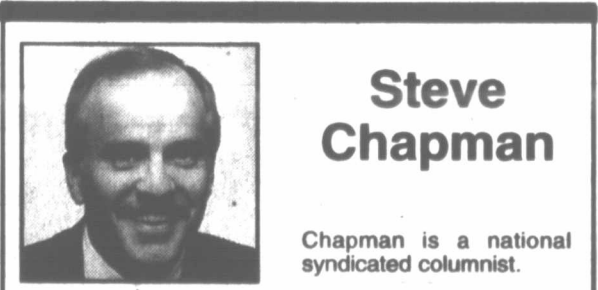 Steve
Chapman
Chapman is a national
syndicated columnist.